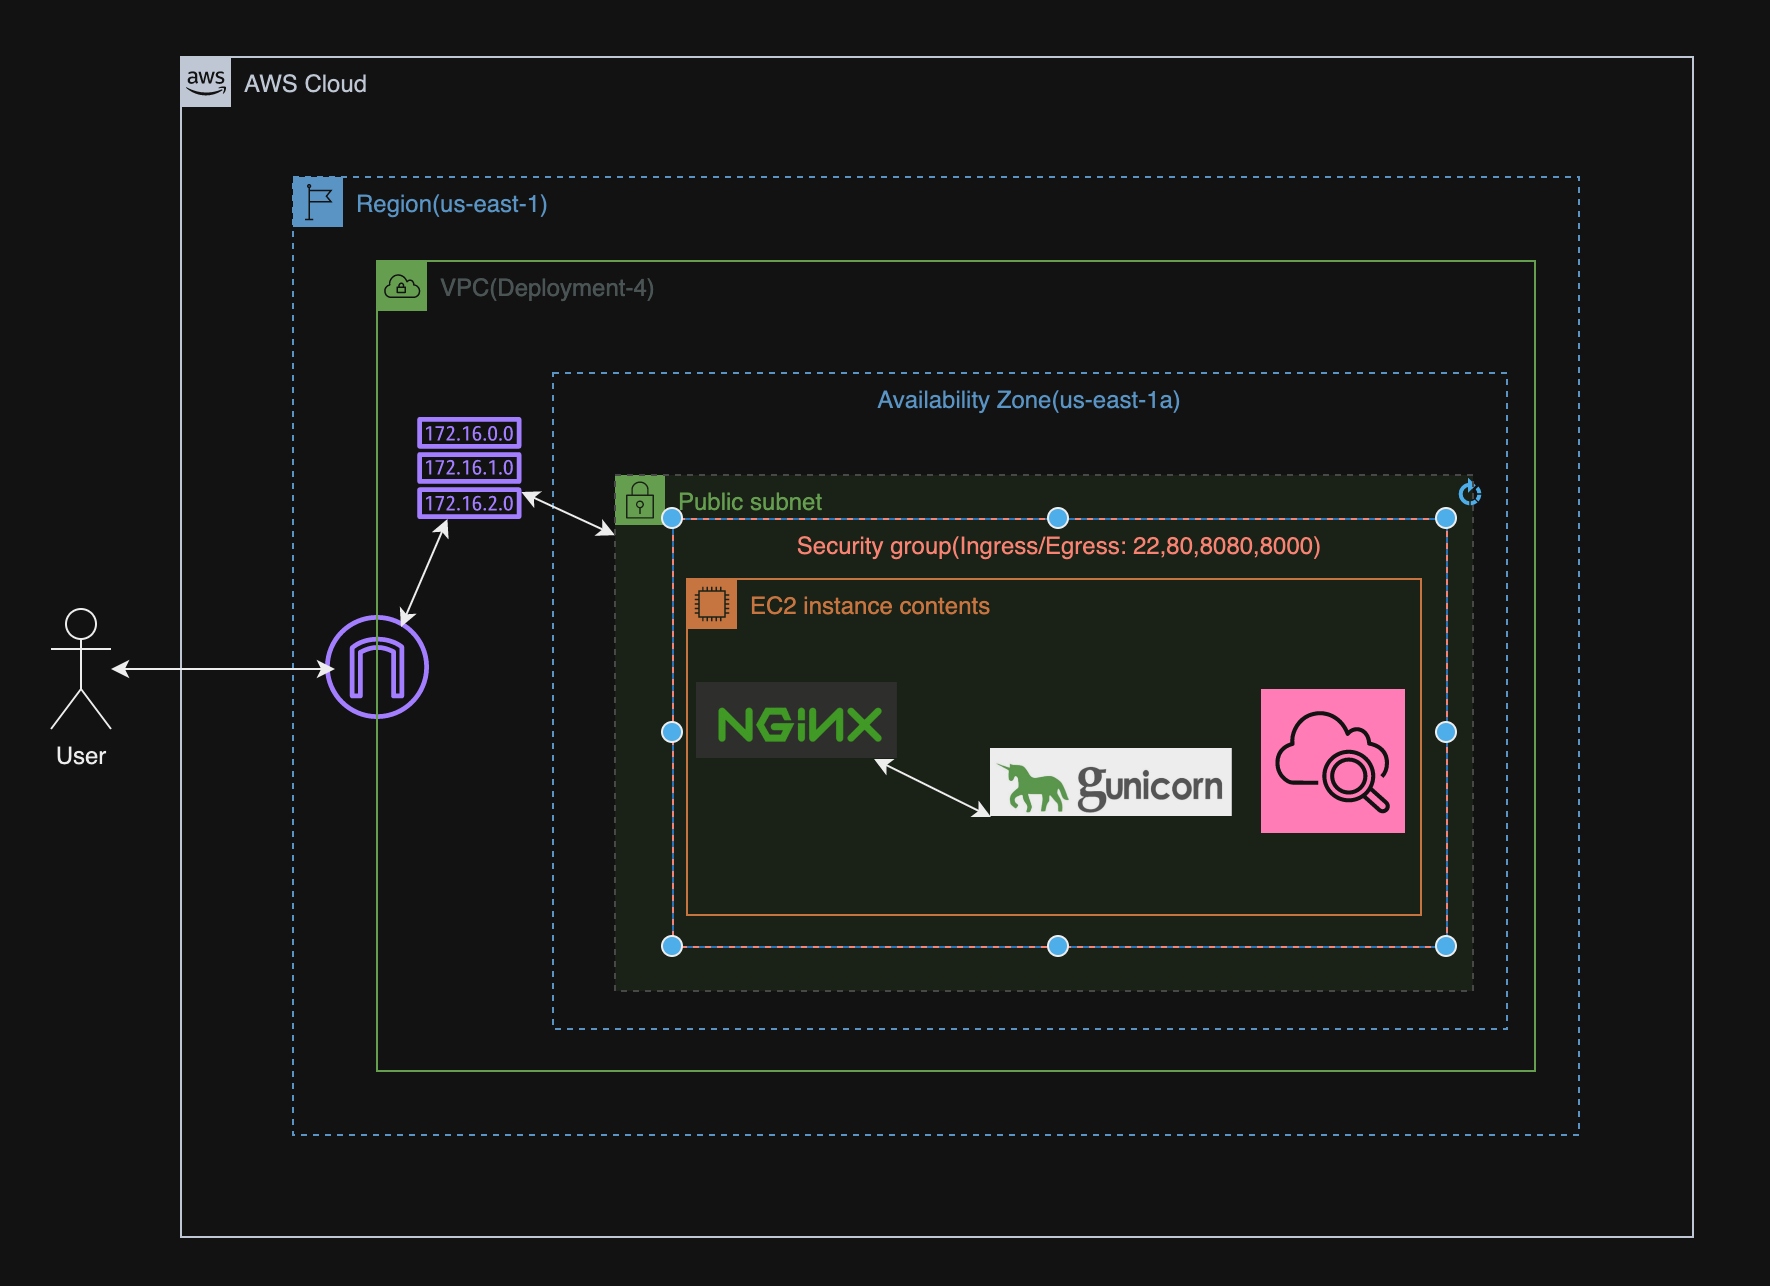 aws
AWS Cloud
Region(us-east-1)
VPC(Deployment-4)
Availability Zone(us-east-1a)
172.16.0.0
172.16.1.0
172.16.2.0
Public subnet
Security group(Ingress/Egress: 22,80,8080,8000)
EC2 instance contents
NGiNX
gunicorn
User